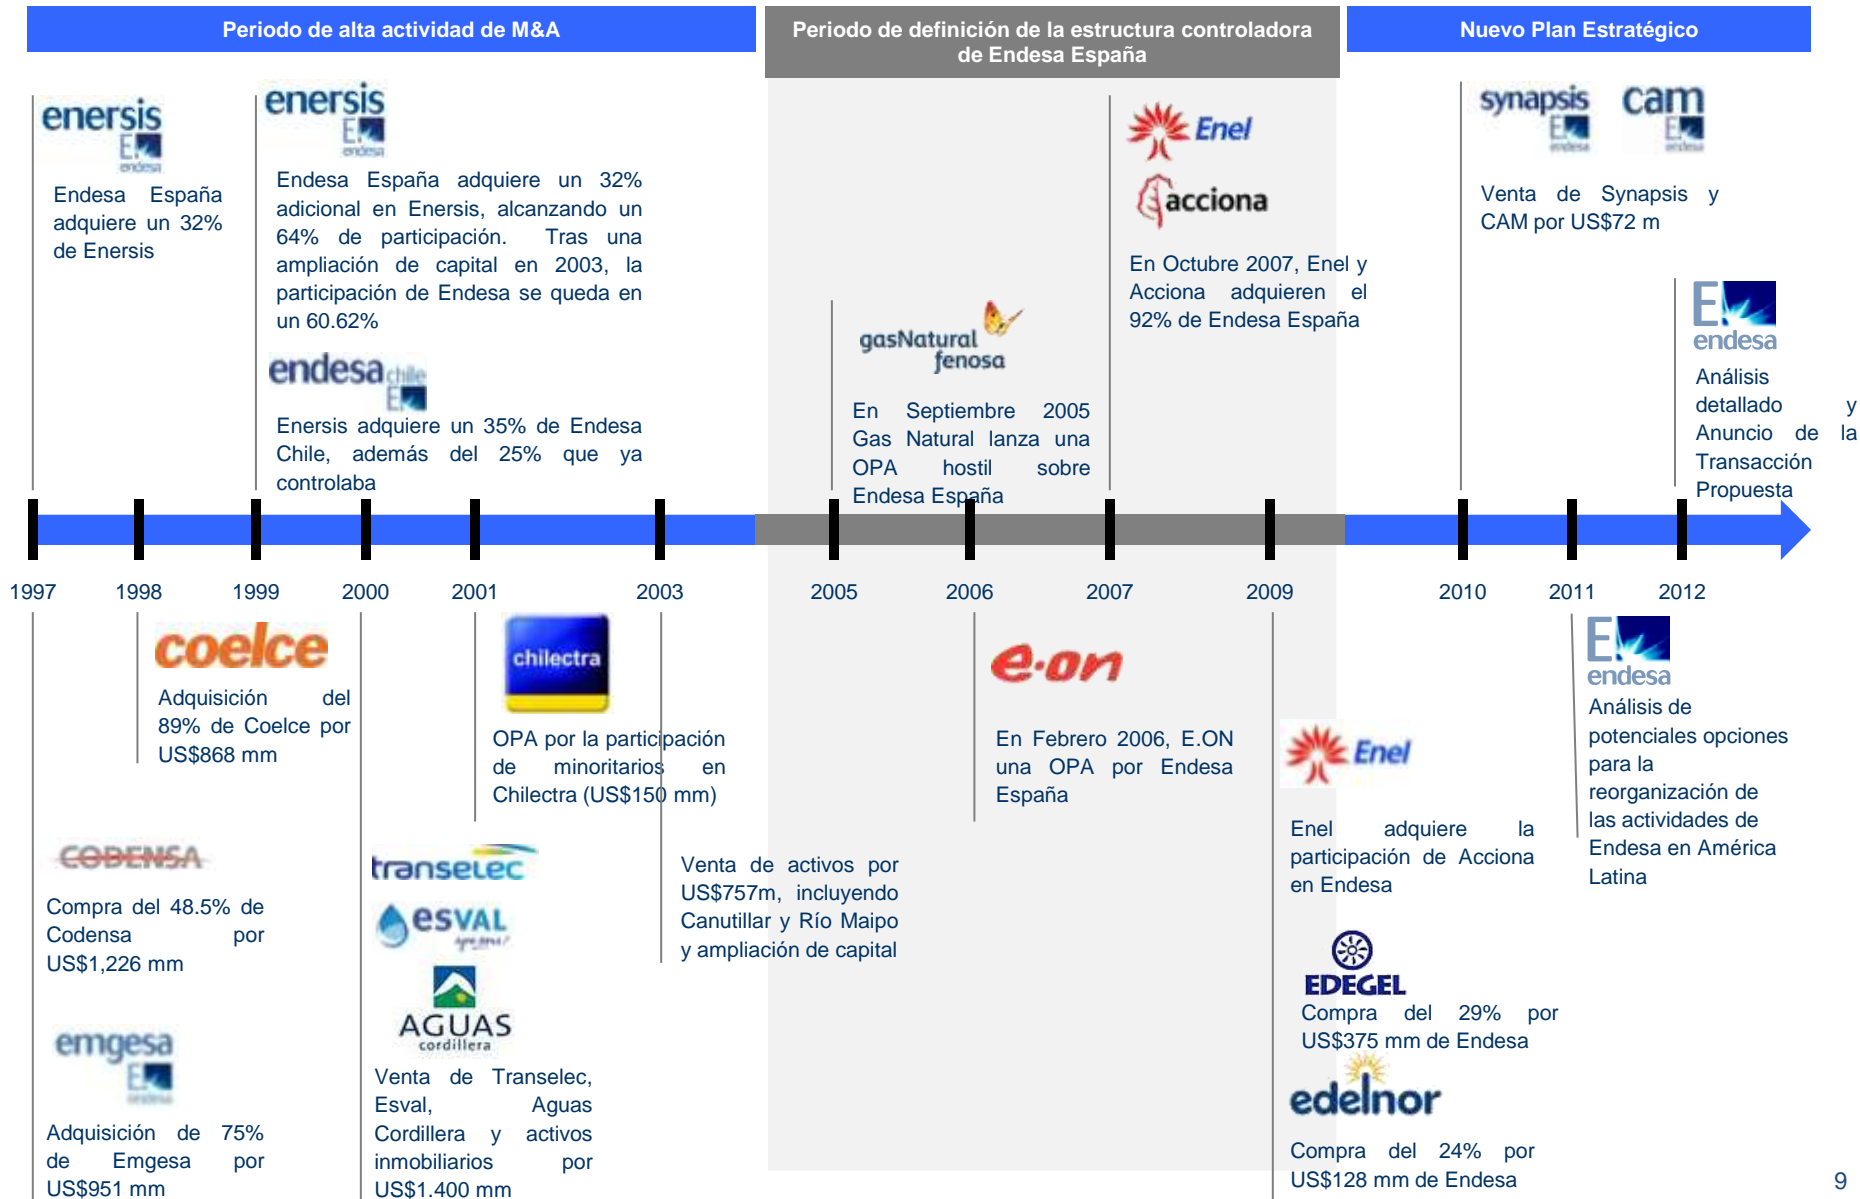 Periodo de alta actividad de M&A
Periodo de definición de la estructura controladora
de Endesa España
Nuevo Plan Estratégico
enersis
endesa
Endesa España
adquiere un 32%
de Enersis
enersis
endesa
Endesa España adquiere un 32%
adicional en Enersis, alcanzando un
64% de participación. Tras una
ampliación de capital en 2003, la
participación de Endesa se queda en
un 60.62%
endesa chile
Enersis adquiere un 35% de Endesa
Chile, además del 25% que ya
controlaba
gasNatural
fenosa
En Septiembre 2005
Gas Natural lanza una
OPA hostil sobre
Endesa España
Enel
acciona
En Octubre 2007, Enel y
Acciona adquieren el
92% de Endesa España
synapsis
endesa
cam
endesa
Venta de Synapsis y
CAM por US$72 m
endesa
Análisis
detallado y
Anuncio de la
Transacción
Propuesta
1997
1998
1999
2000
2001
2003
2005
2006
2007
2009
2010
2011
2012
coelce
Adquisición del
89% de Coelce por
US$868 mm
CODENSA
Compra del 48.5% de
Codensa por
US$1,226 mm
emgesa
endesa
Adquisición de 75%
de Emgesa por
US$951 mm
chilectra
OPA por la participación
de minoritarios en
Chilectra (US$150 mm)
transelec
esval
AGUAS
cordillera
Venta de Transelec,
Esval, Aguas
Cordillera y activos
inmobiliarios por
US$1.400 mm
Venta de activos por
US$757m, incluyendo
Canutillar y Río Maipo
y ampliación de capital
e·on
En Febrero 2006, E.ON
una OPA por Endesa
España
Enel
Enel adquiere la
participación de Acciona
en Endesa
EDEGEL
Compra del 29% por
US$375 mm de Endesa
edelnor
Compra del 24% por
US$128 mm de Endesa
endesa
Análisis de
potenciales opciones
para la
reorganización de
las actividades de
Endesa en América
Latina
9